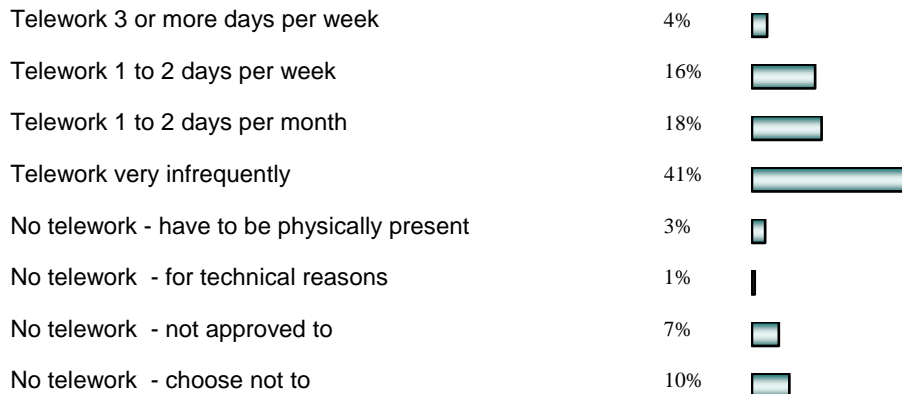 Telework 3 or more days per week 4%
Telework 1 to 2 days per week 16%
Telework 1 to 2 days per month 18%
Telework very infrequently 41%
No telework - have to be physically present 3%
No telework - for technical reasons 1%
No telework - not approved to 7%
No telework - choose not to 10%